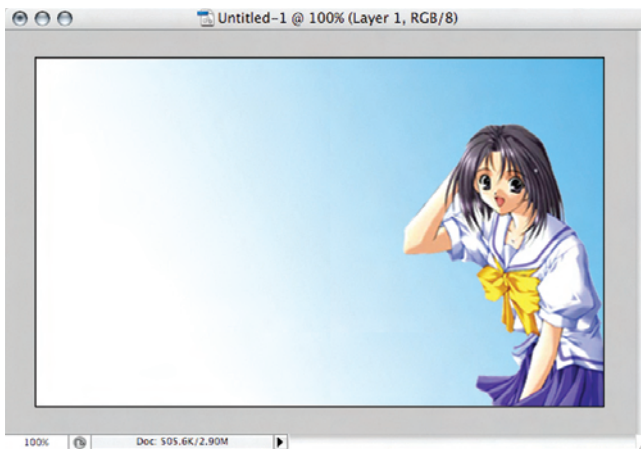 Untitled-1 @ 100% (Layer 1, RGB/8)
100% Doc: 505.6K/2.90M